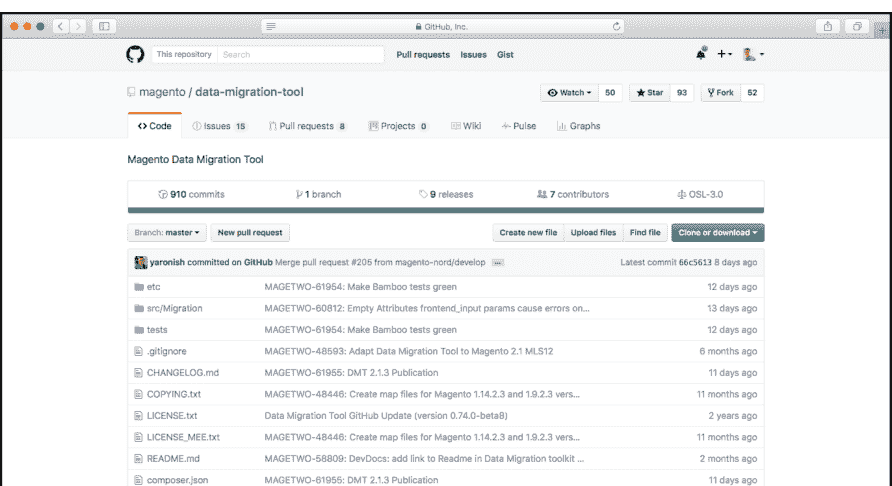 GitHub, Inc.
This repository Search Pull requests Issues Gist
magento / data-migration-tool
Watch 50 Star 93 Fork 52
Code Issues 15 Pull requests 8 Projects 0 Wiki Pulse Graphs
Magento Data Migration Tool
910 commits 1 branch 9 releases 7 contributors OSL-3.0
Branch: master New pull request Create new file Upload files Find file Clone or download
yaronish committed on GitHub Merge pull request #205 from magento-nord/develop ... Latest commit 66c5613 8 days ago
etc MAGETWO-61954: Make Bamboo tests green 12 days ago
src/Migration MAGETWO-60812: Empty Attributes frontend_input params cause errors on... 13 days ago
tests MAGETWO-61954: Make Bamboo tests green 12 days ago
.gitignore MAGETWO-48593: Adapt Data Migration Tool to Magento 2.1 MLS12 6 months ago
CHANGELOG.md MAGETWO-61955: DMT 2.1.3 Publication 11 days ago
COPYING.txt MAGETWO-48446: Create map files for Magento 1.14.2.3 and 1.9.2.3 vers... 11 months ago
LICENSE.txt Data Migration Tool GitHub Update (version 0.74.0-beta8) 2 years ago
LICENSE_MEE.txt MAGETWO-48446: Create map files for Magento 1.14.2.3 and 1.9.2.3 vers... 11 months ago
README.md MAGETWO-58809: DevDocs: add link to Readme in Data Migration toolkit ... 2 months ago
composer.json MAGETWO-61955: DMT 2.1.3 Publication 11 days ago